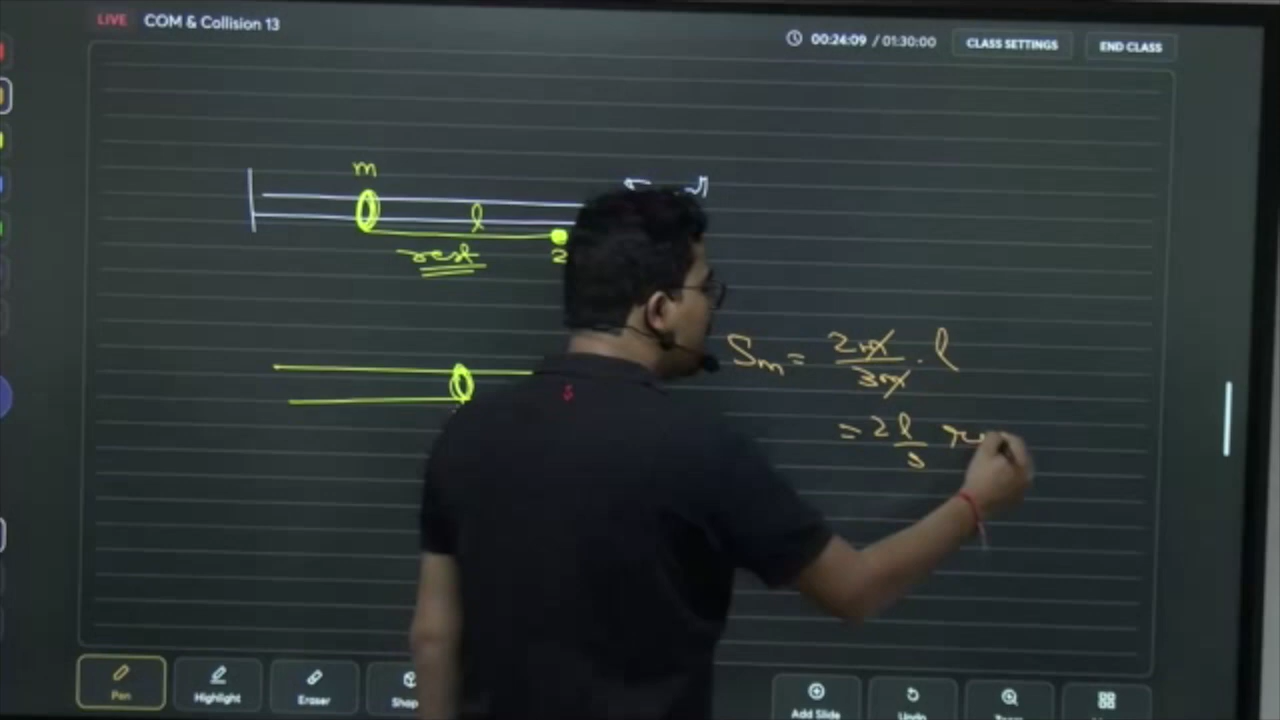 LIVE COM & Collision 13
00:24:09 / 01:30:00 CLASS SETTINGS END CLASS
m
l
rest
2
Sm = 2m/3m . l
= 2l/3
Pen Highlight Eraser Add Slide Undo